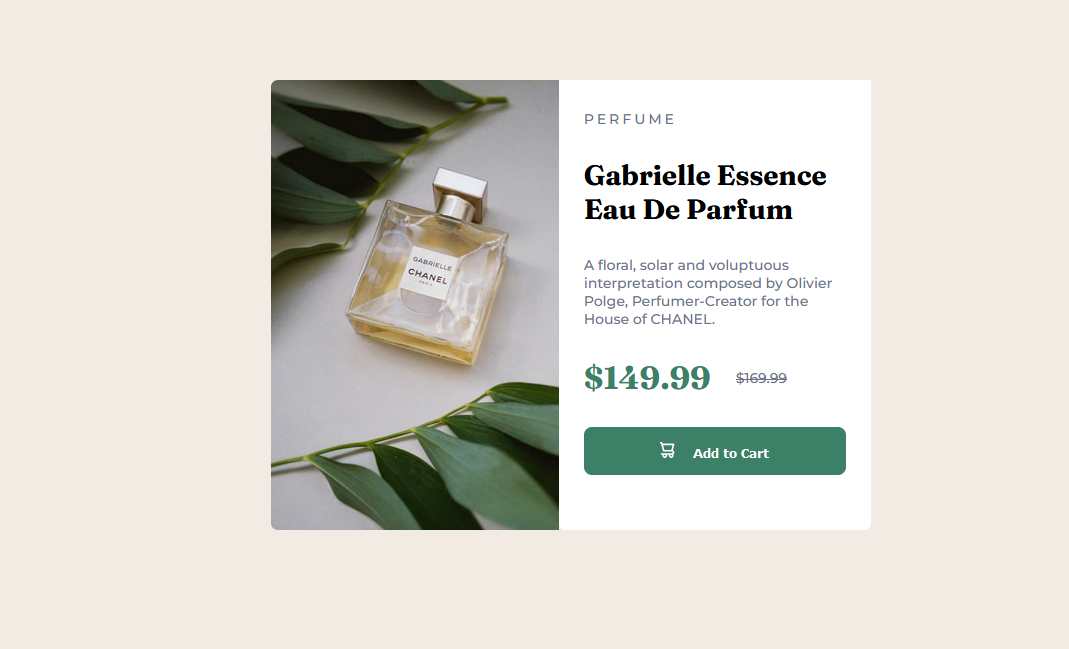 PERFUME
Gabrielle Essence
Eau De Parfum
A floral, solar and voluptuous
interpretation composed by Olivier
Polge, Perfumer-Creator for the
House of CHANEL.
$149.99 $169.99
Add to Cart
GABRIELLE
CHANEL
PARIS